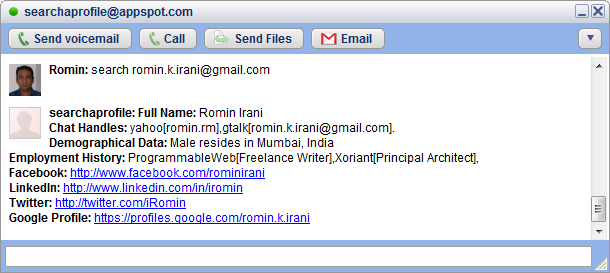 searchaprofile@appspot.com
Send voicemail Call Send Files Email
Romin: search romin.k.irani@gmail.com
searchaprofile: Full Name: Romin Irani
Chat Handles: yahoo[romin.rm],gtalk[romin.k.irani@gmail.com].
Demographical Data: Male resides in Mumbai, India
Employment History: ProgrammableWeb[Freelance Writer],Xoriant[Principal Architect],
Facebook: http://www.facebook.com/rominirani
LinkedIn: http://www.linkedin.com/in/iromin
Twitter: http://twitter.com/iRomin
Google Profile: https://profiles.google.com/romin.k.irani